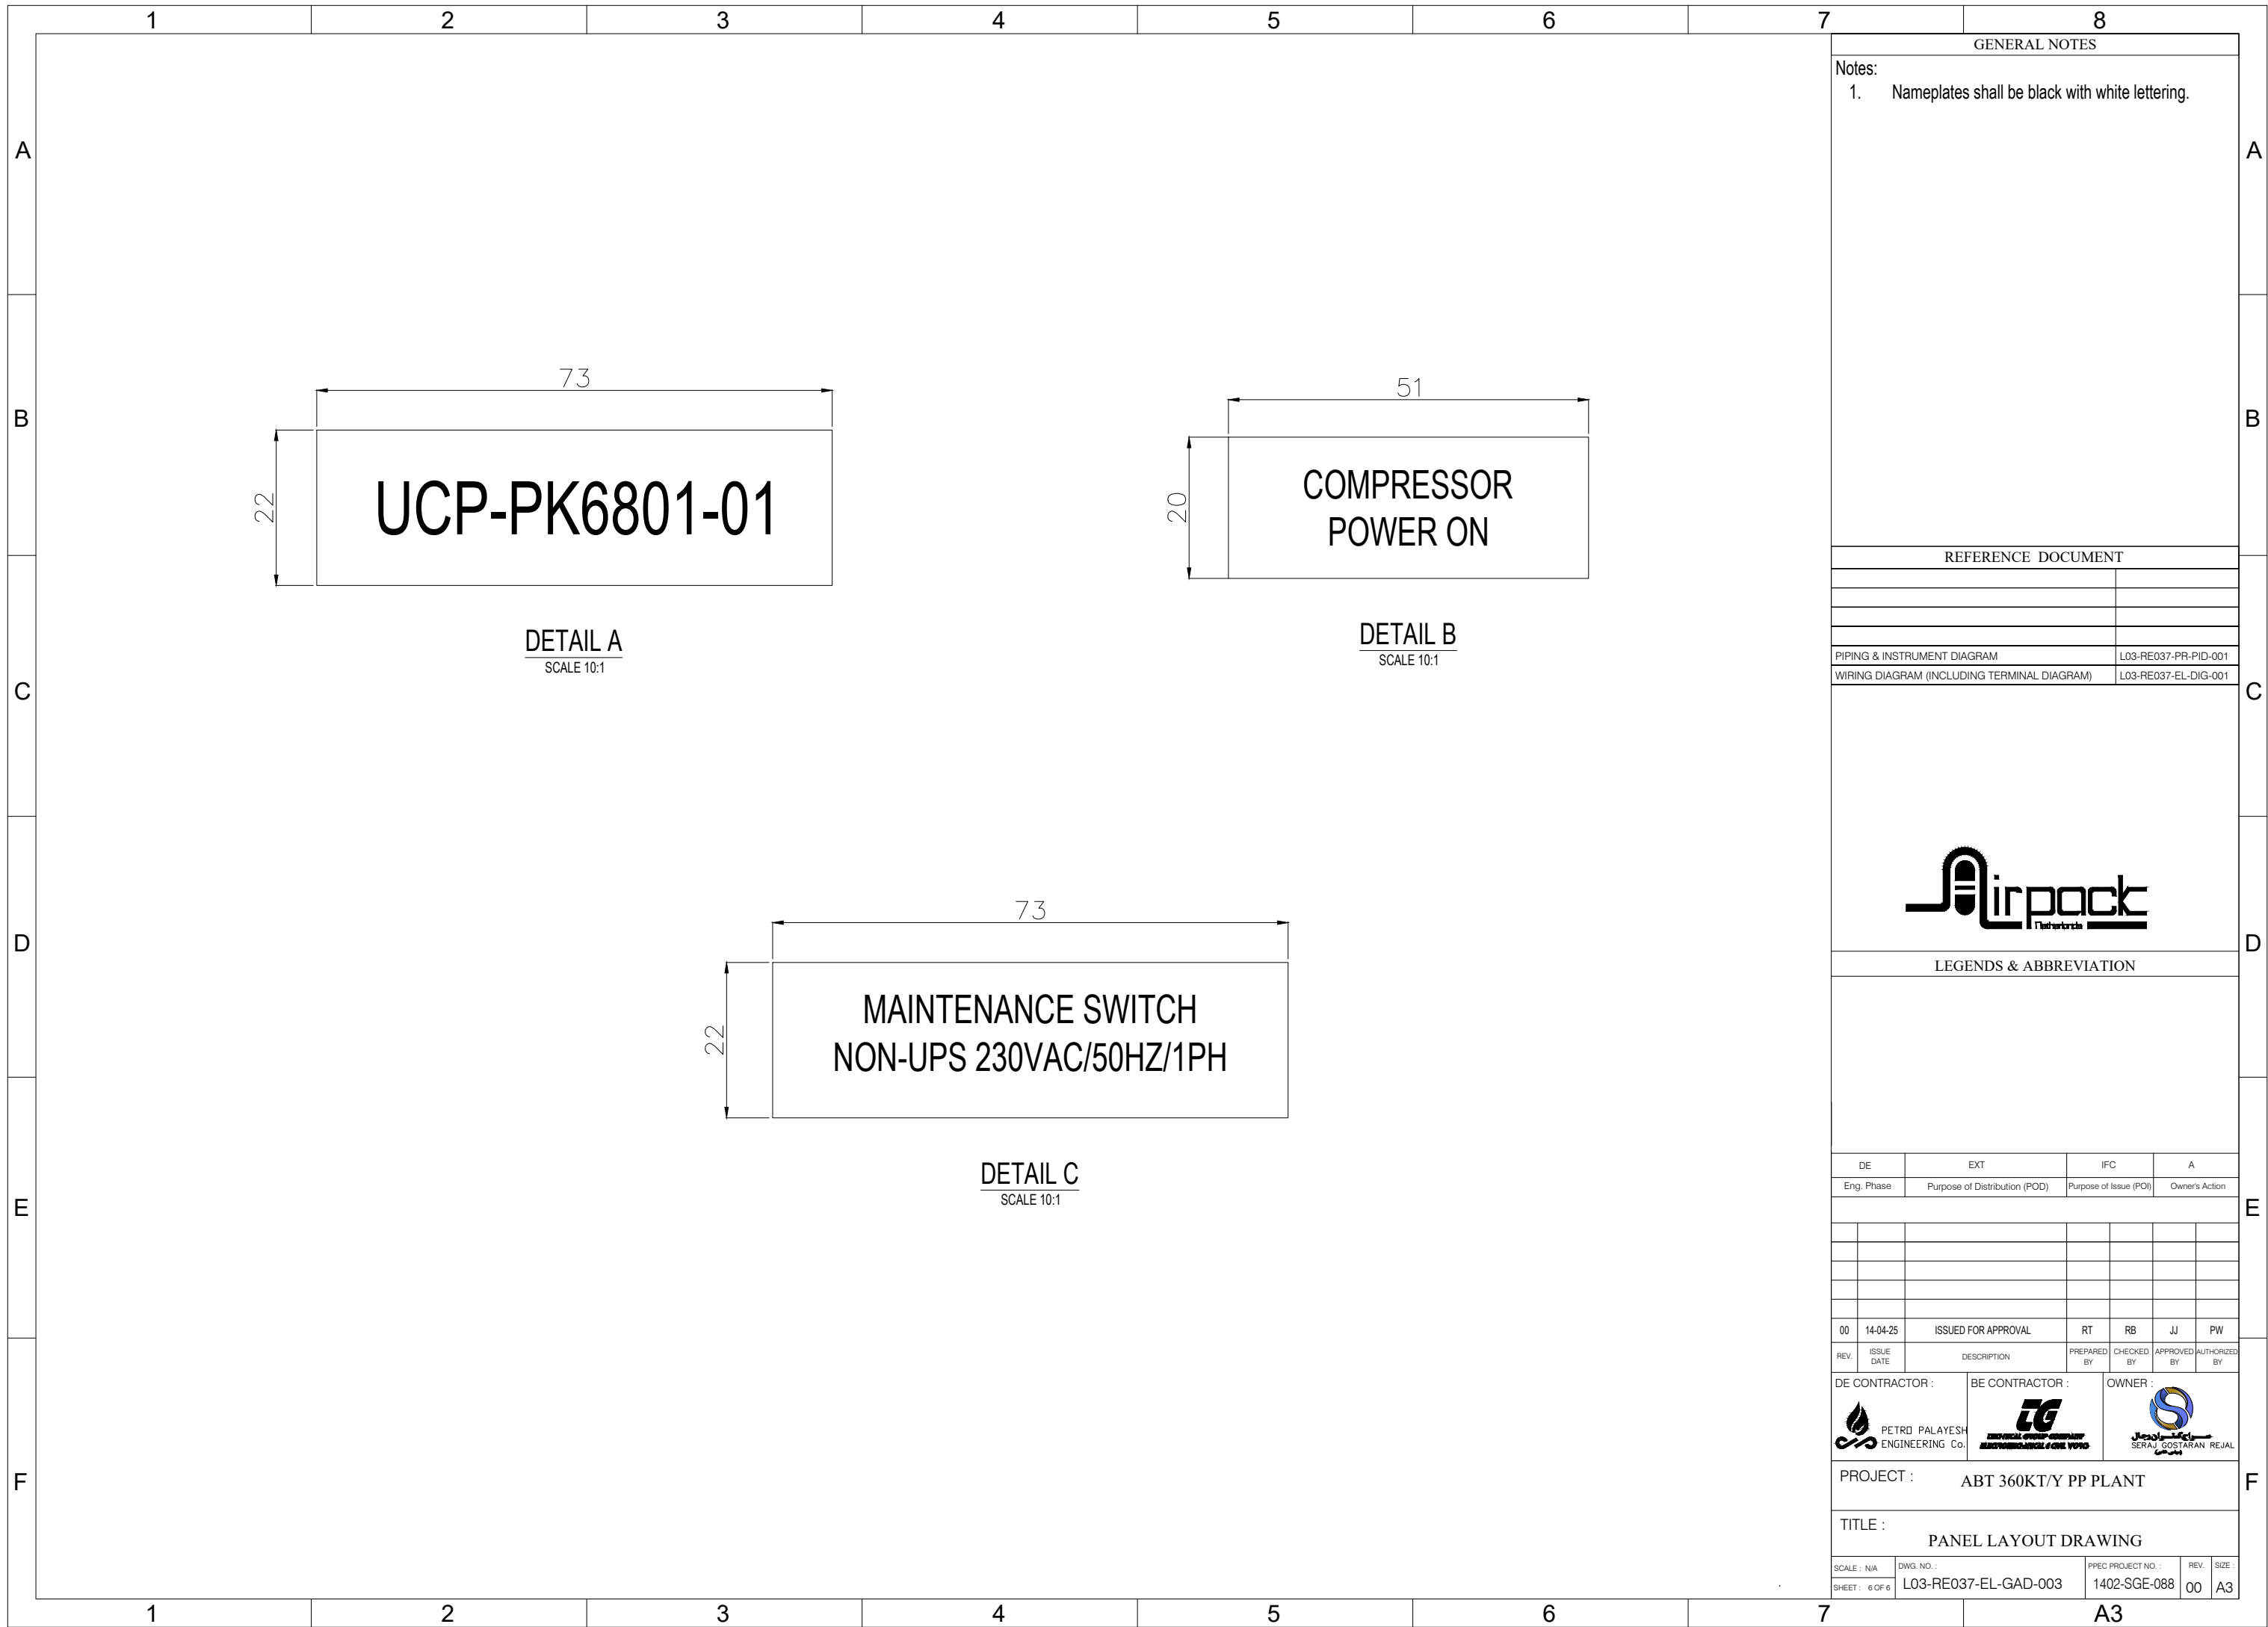 1 2 3 4 5 6 7 8
A
B
C
D
E
F
73
22
UCP-PK6801-01
DETAIL A
SCALE 10:1
51
20
COMPRESSOR
POWER ON
DETAIL B
SCALE 10:1
73
22
MAINTENANCE SWITCH
NON-UPS 230VAC/50HZ/1PH
DETAIL C
SCALE 10:1
GENERAL NOTES
Notes:
1. Nameplates shall be black with white lettering.
REFERENCE DOCUMENT
PIPING & INSTRUMENT DIAGRAM L03-RE037-PR-PID-001
WIRING DIAGRAM (INCLUDING TERMINAL DIAGRAM) L03-RE037-EL-DIG-001
Airpack
Netherlands
LEGENDS & ABBREVIATION
DE EXT IFC A
Eng. Phase Purpose of Distribution (POD) Purpose of Issue (POI) Owner's Action
00 14-04-25 ISSUED FOR APPROVAL RT RB JJ PW
REV. ISSUE DATE DESCRIPTION PREPARED BY CHECKED BY APPROVED BY AUTHORIZED BY
DE CONTRACTOR : BE CONTRACTOR : OWNER :
PETRO PALAYESH
ENGINEERING Co.
TG
TECHNICAL GROUP COMPANY
SERAJ GOSTARAN REJAL
PROJECT : ABT 360KT/Y PP PLANT
TITLE :
PANEL LAYOUT DRAWING
SCALE : N/A DWG. NO. : PPEC PROJECT NO. : REV. SIZE :
SHEET : 6 OF 6 L03-RE037-EL-GAD-003 1402-SGE-088 00 A3
A
B
C
D
E
F
1 2 3 4 5 6 7 A3